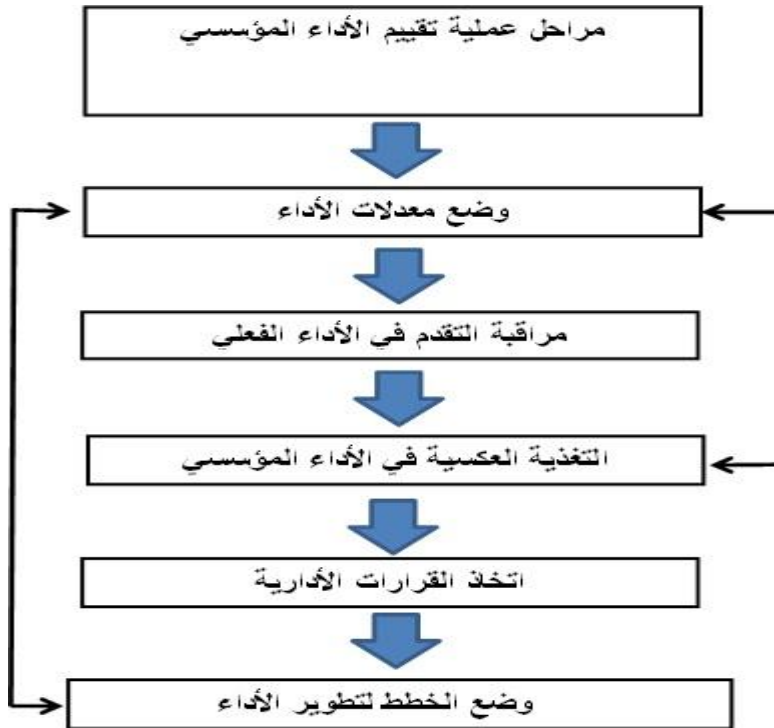 مراحل عملية تقييم الأداء المؤسسي
وضع معدلات الأداء
مراقبة التقدم في الأداء الفعلي
التغذية العكسية في الأداء المؤسسي
اتخاذ القرارات الأدارية
وضع الخطط لتطوير الأداء